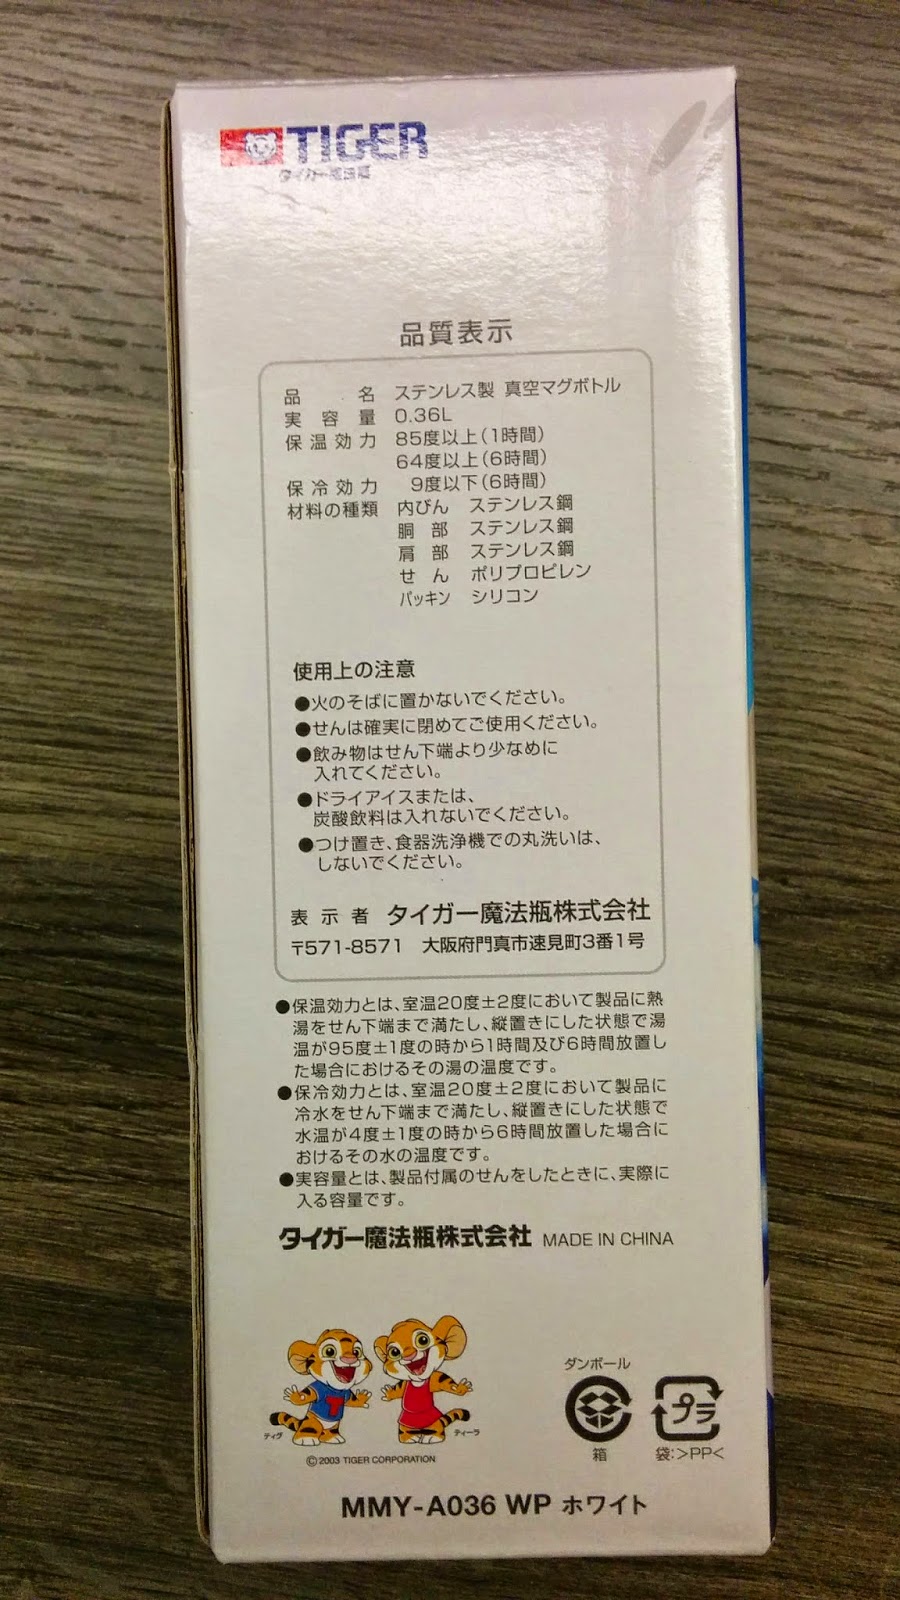 TIGER
タイガー魔法瓶
品質表示
品 名 ステンレス製 真空マグボトル
実容量 0.36L
保温効力 85度以上(1時間)
64度以上(6時間)
保冷効力 9度以下(6時間)
材料の種類 内びん ステンレス鋼
胴部 ステンレス鋼
肩部 ステンレス鋼
せん ポリプロピレン
パッキン シリコン
使用上の注意
●火のそばに置かないでください。
●せんは確実に閉めてご使用ください。
●飲み物はせん下端より少なめに
入れてください。
●ドライアイスまたは、
炭酸飲料は入れないでください。
●つけ置き、食器洗浄機での丸洗いは、
しないでください。
表示者 タイガー魔法瓶株式会社
〒571-8571 大阪府門真市速見町3番1号
●保温効力とは、室温20度±2度において製品に熱
湯をせん下端まで満たし、縦置きにした状態で湯
温が95度±1度の時から1時間及び6時間放置し
た場合におけるその湯の温度です。
●保冷効力とは、室温20度±2度において製品に
冷水をせん下端まで満たし、縦置きにした状態で
水温が4度±1度の時から6時間放置した場合に
おけるその水の温度です。
●実容量とは、製品付属のせんをしたときに、実際に
入る容量です。
タイガー魔法瓶株式会社 MADE IN CHINA
ダンボール
T
プラ
ティグ
ティーラ
箱
袋:>PP<
©2003 TIGER CORPORATION
MMY-A036 WP ホワイト